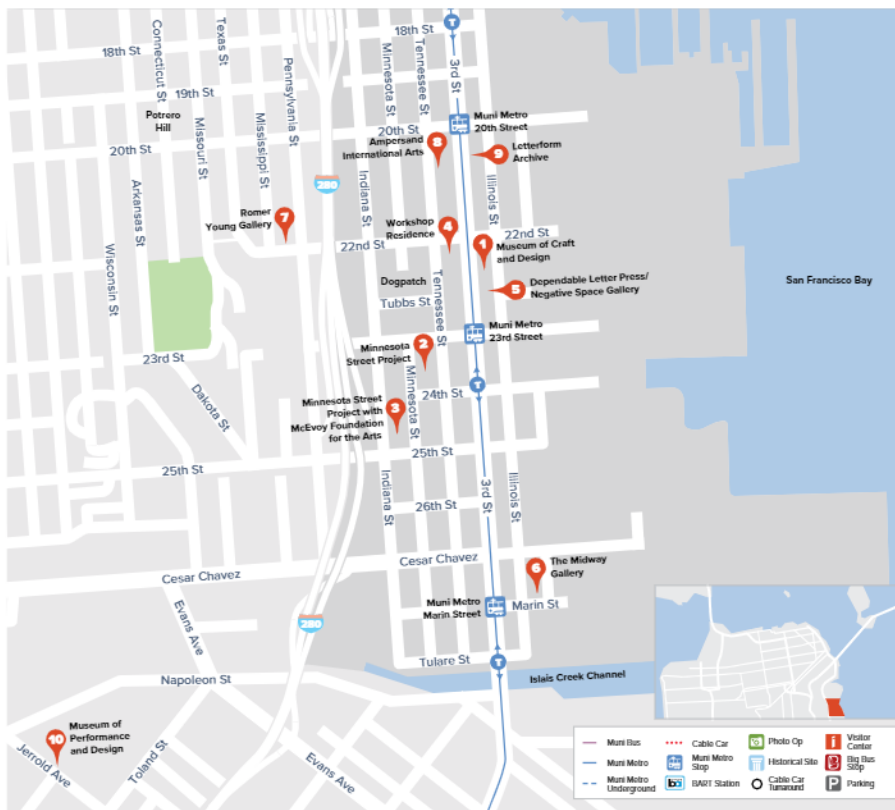 Connecticut St
Texas St
Pennsylvania St
18th St
T
18th St
3rd St
Minnesota St
Tennessee St
18th St
19th St
Potrero
Hill
Missouri St
Mississippi St
20th St
Muni Metro
20th Street
Ampersand
International Arts
8
9
Letterform
Archive
20th St
280
Indiana St
Illinois St
Arkansas St
Wisconsin St
Romer
Young Gallery
7
Workshop
Residence
4
22nd St
22nd St
1
Museum of Craft
and Design
Dogpatch
Tennessee St
5
Dependable Letter Press/
Negative Space Gallery
San Francisco Bay
Tubbs St
Muni Metro
23rd Street
23rd St
Minnesota
Street Project
2
Dakota St
Minnesota St
24th St
T
Minnesota Street
Project with
McEvoy Foundation
for the Arts
3
25th St
25th St
Indiana St
3rd St
Illinois St
26th St
Cesar Chavez
Cesar Chavez
6
The Midway
Gallery
Evans Ave
280
Muni Metro
Marin Street
Marin St
Tulare St
T
Islais Creek Channel
Napoleon St
10
Museum of
Performance
and Design
Jerrold Ave
Toland St
Evans Ave
Muni Bus
Cable Car
Photo Op
i
Visitor
Center
Muni Metro
Muni Metro
Stop
Historical Site
Big Bus
Stop
Muni Metro
Underground
ba
BART Station
Cable Car
Turnaround
P
Parking